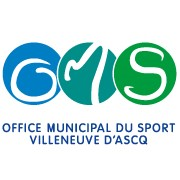 OMS
OFFICE MUNICIPAL DU SPORT
VILLENEUVE D'ASCQ